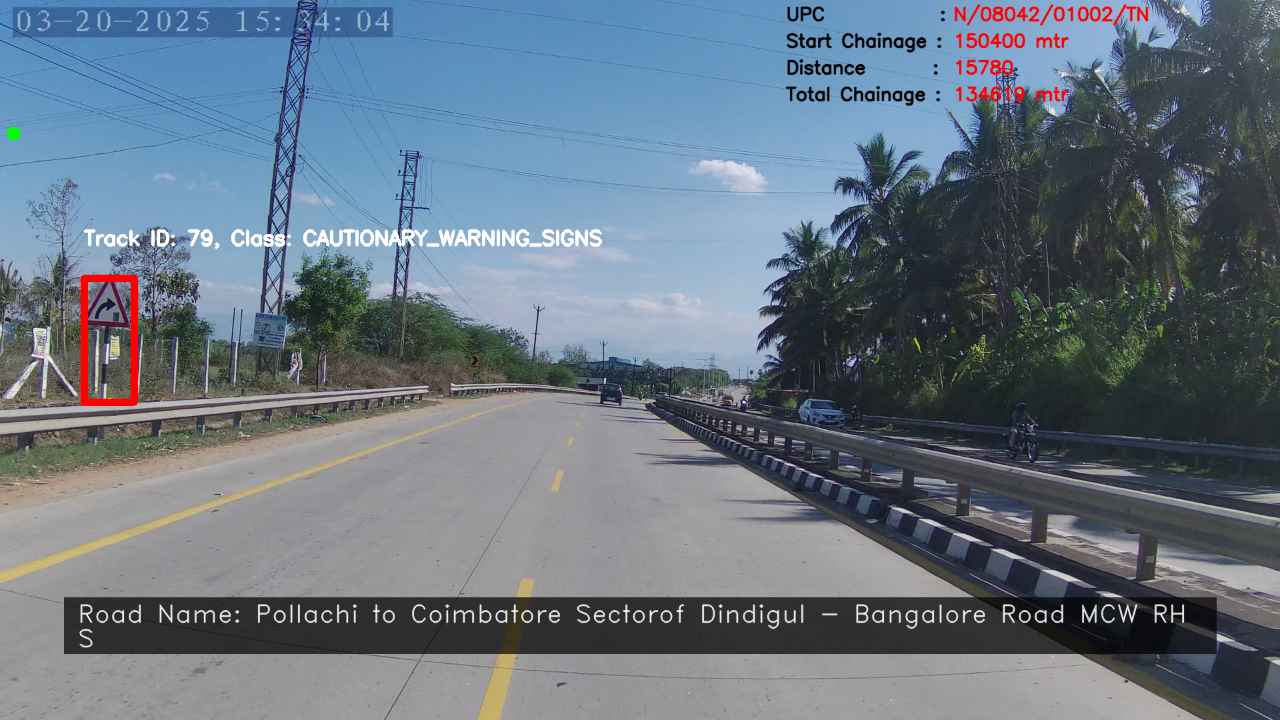 03-20-2025 15:34:04
UPC : N/08042/01002/TN
Start Chainage : 150400 mtr
Distance : 15780
Total Chainage : 134619 mtr
Track ID: 79, Class: CAUTIONARY_WARNING_SIGNS
Road Name: Pollachi to Coimbatore Sectorof Dindigul - Bangalore Road MCW RH
S